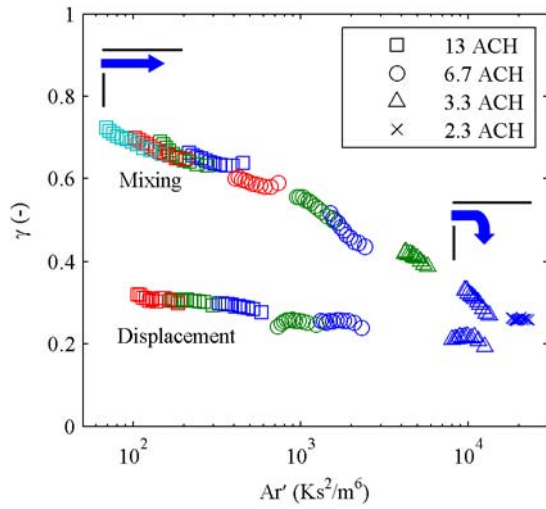 1
0.8
0.6
0.4
0.2
0
γ (-)
13 ACH
6.7 ACH
3.3 ACH
2.3 ACH
Mixing
Displacement
10² 10³ 10⁴
Ar′ (Ks²/m⁶)